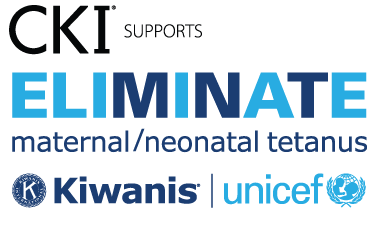 CKI® SUPPORTS
ELIMINATE
maternal/neonatal tetanus
K Kiwanis® | unicef